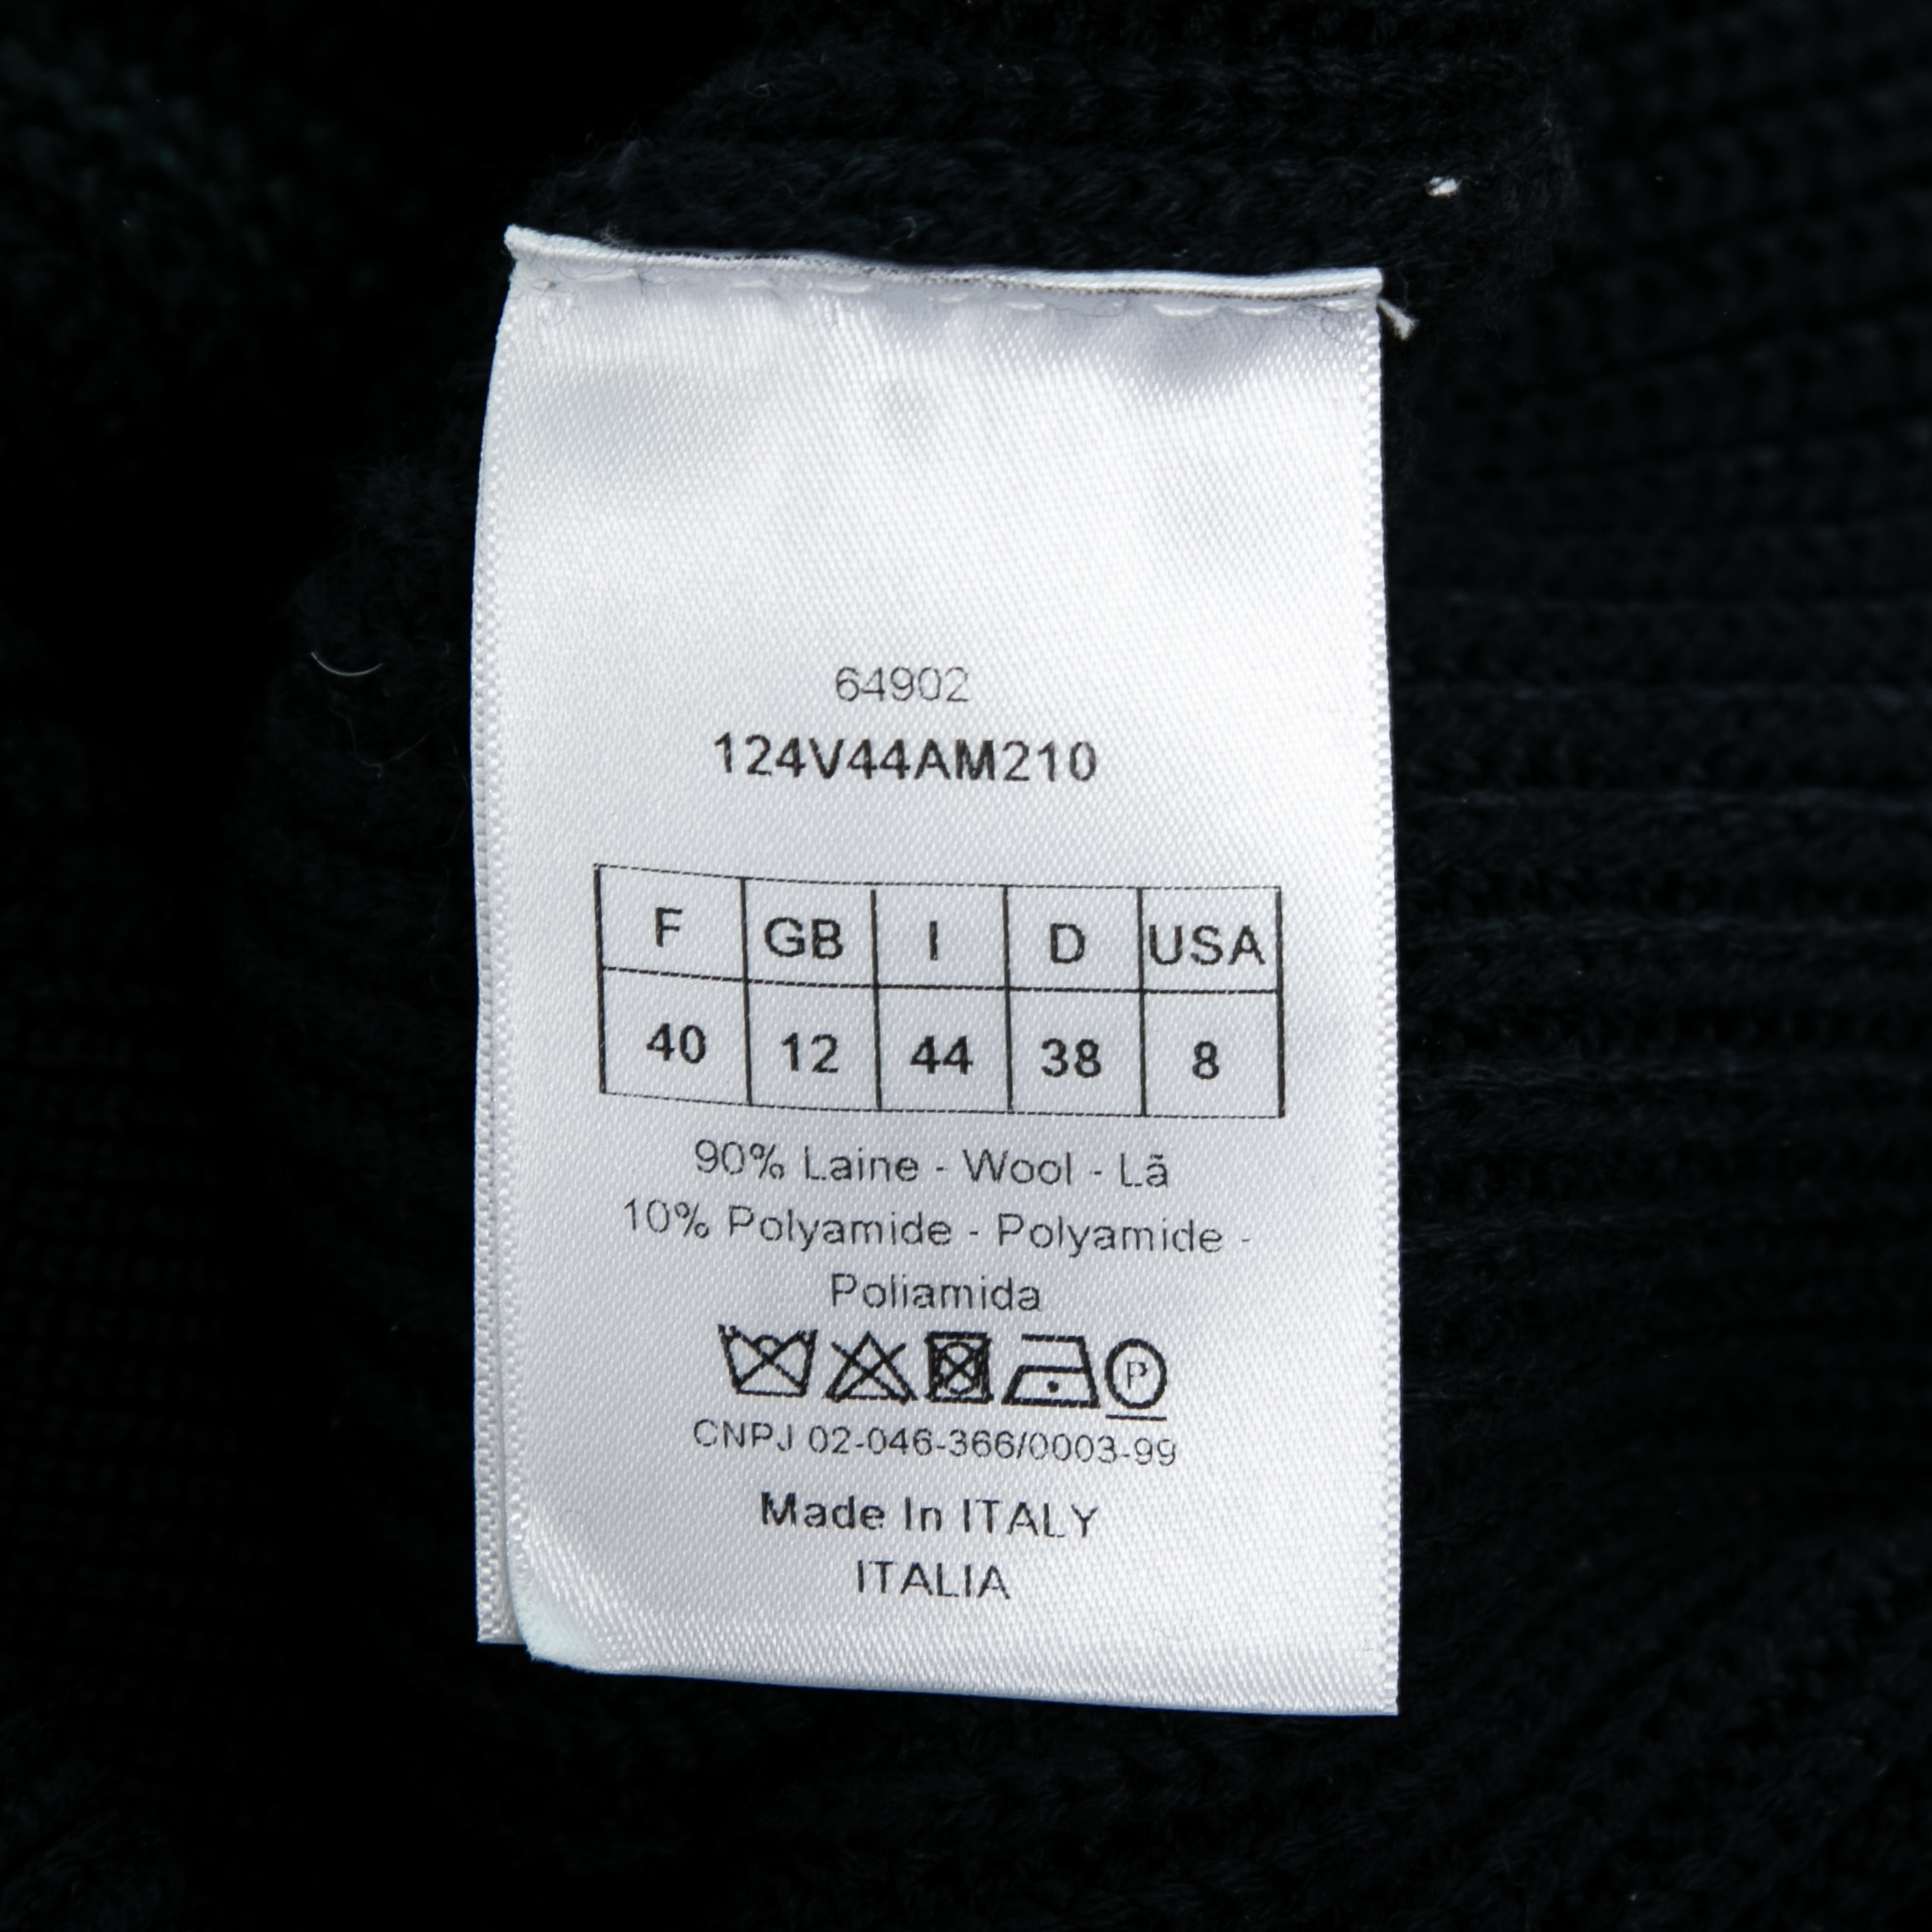 64902
124V44AM210
F GB I D USA
40 12 44 38 8
90% Laine - Wool - Lã
10% Polyamide - Polyamide -
Poliamida
P
CNPJ 02-046-366/0003-99
Made In ITALY
ITALIA